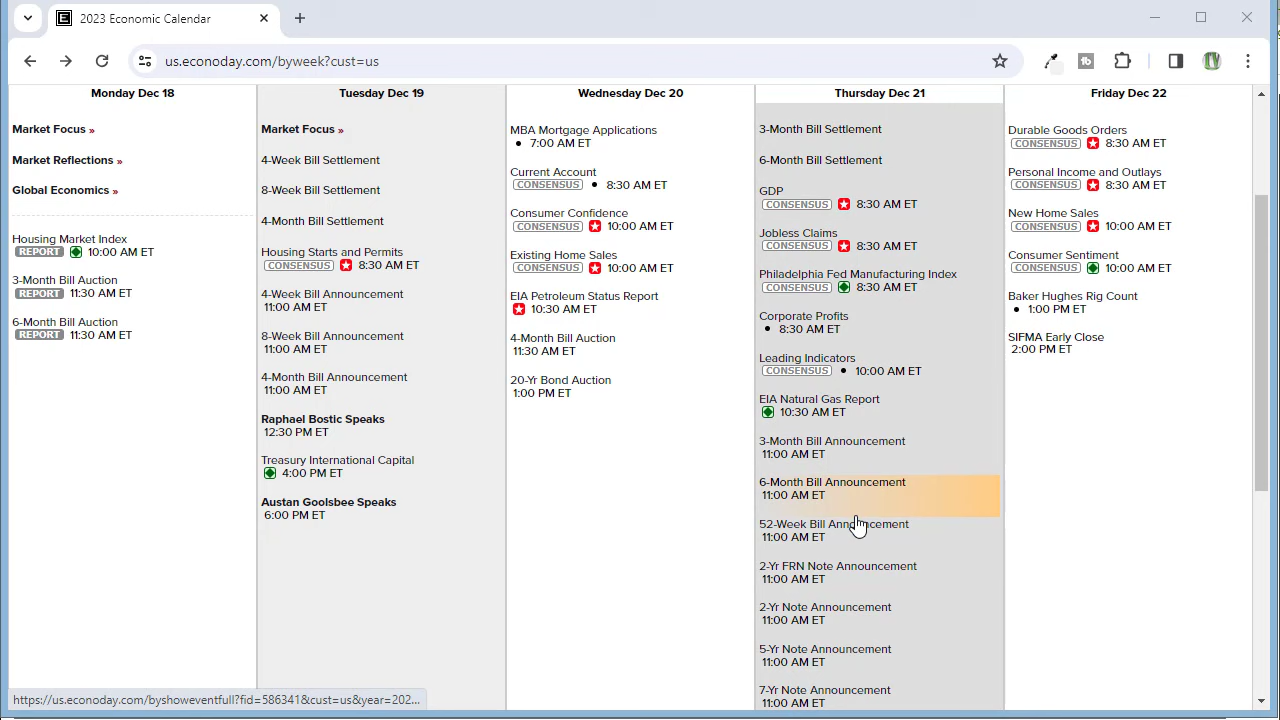 2023 Economic Calendar
us.econoday.com/byweek?cust=us
Monday Dec 18
Market Focus »
Market Reflections »
Global Economics »
Housing Market Index
REPORT 10:00 AM ET
3-Month Bill Auction
REPORT 11:30 AM ET
6-Month Bill Auction
REPORT 11:30 AM ET
Tuesday Dec 19
Market Focus »
4-Week Bill Settlement
8-Week Bill Settlement
4-Month Bill Settlement
Housing Starts and Permits
CONSENSUS 8:30 AM ET
4-Week Bill Announcement
11:00 AM ET
8-Week Bill Announcement
11:00 AM ET
4-Month Bill Announcement
11:00 AM ET
Raphael Bostic Speaks
12:30 PM ET
Treasury International Capital
4:00 PM ET
Austan Goolsbee Speaks
6:00 PM ET
Wednesday Dec 20
MBA Mortgage Applications
• 7:00 AM ET
Current Account
CONSENSUS • 8:30 AM ET
Consumer Confidence
CONSENSUS 10:00 AM ET
Existing Home Sales
CONSENSUS 10:00 AM ET
EIA Petroleum Status Report
10:30 AM ET
4-Month Bill Auction
11:30 AM ET
20-Yr Bond Auction
1:00 PM ET
Thursday Dec 21
3-Month Bill Settlement
6-Month Bill Settlement
GDP
CONSENSUS 8:30 AM ET
Jobless Claims
CONSENSUS 8:30 AM ET
Philadelphia Fed Manufacturing Index
CONSENSUS 8:30 AM ET
Corporate Profits
• 8:30 AM ET
Leading Indicators
CONSENSUS • 10:00 AM ET
EIA Natural Gas Report
10:30 AM ET
3-Month Bill Announcement
11:00 AM ET
6-Month Bill Announcement
11:00 AM ET
52-Week Bill Announcement
11:00 AM ET
2-Yr FRN Note Announcement
11:00 AM ET
2-Yr Note Announcement
11:00 AM ET
5-Yr Note Announcement
11:00 AM ET
7-Yr Note Announcement
11:00 AM ET
Friday Dec 22
Durable Goods Orders
CONSENSUS 8:30 AM ET
Personal Income and Outlays
CONSENSUS 8:30 AM ET
New Home Sales
CONSENSUS 10:00 AM ET
Consumer Sentiment
CONSENSUS 10:00 AM ET
Baker Hughes Rig Count
• 1:00 PM ET
SIFMA Early Close
2:00 PM ET
https://us.econoday.com/byshoweventfull?fid=586341&cust=us&year=202...